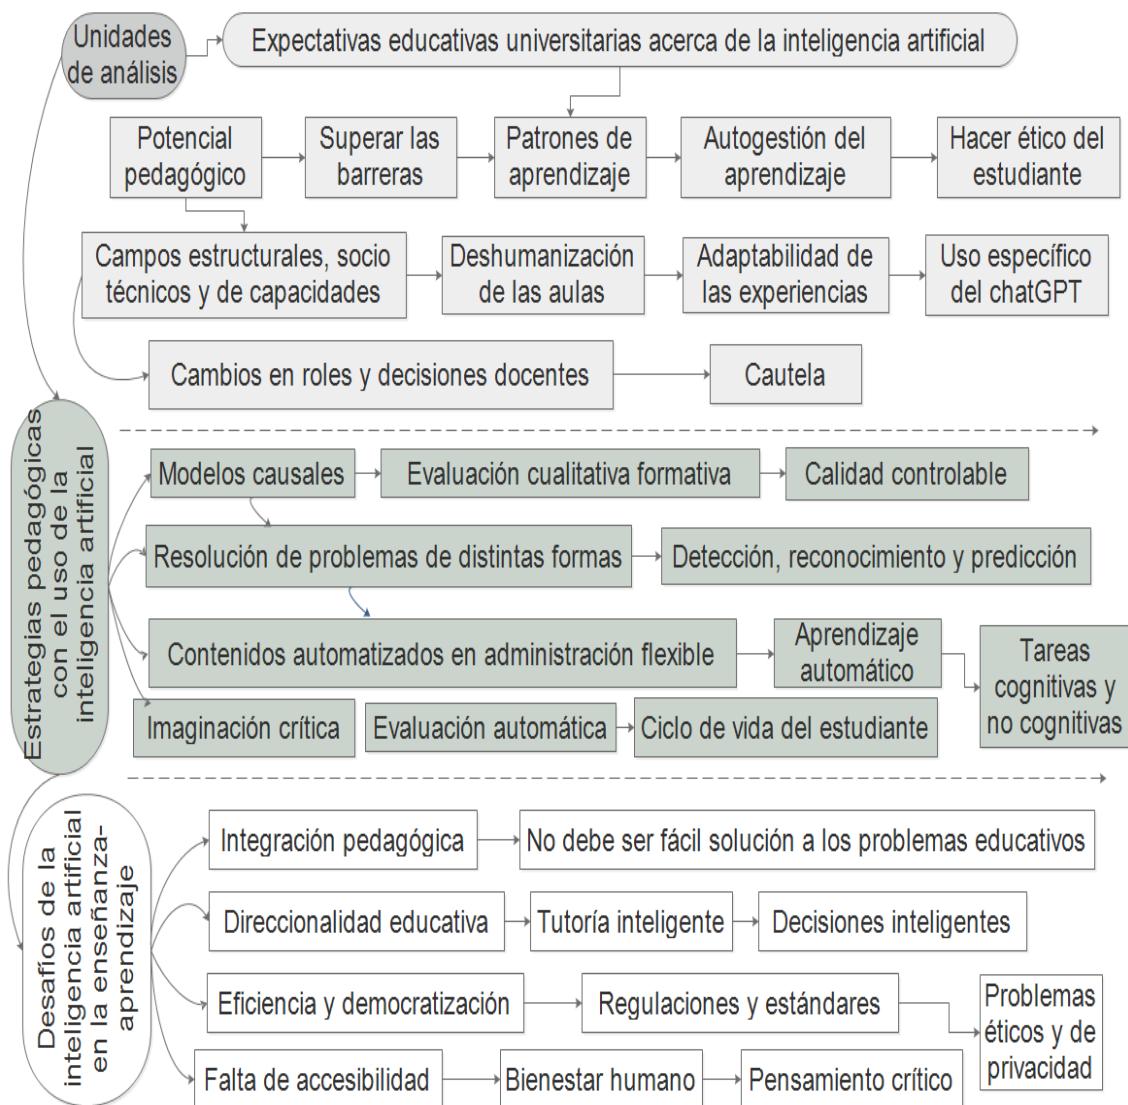 Unidades
de análisis
Expectativas educativas universitarias acerca de la inteligencia artificial
Potencial
pedagógico
Superar las
barreras
Patrones de
aprendizaje
Autogestión del
aprendizaje
Hacer ético del
estudiante
Campos estructurales, socio
técnicos y de capacidades
Deshumanización
de las aulas
Adaptabilidad de
las experiencias
Uso específico
del chatGPT
Cambios en roles y decisiones docentes
Cautela
Estrategias pedagógicas
con el uso de la
inteligencia artificial
Modelos causales
Evaluación cualitativa formativa
Calidad controlable
Resolución de problemas de distintas formas
Detección, reconocimiento y predicción
Contenidos automatizados en administración flexible
Aprendizaje
automático
Tareas
cognitivas y
no cognitivas
Imaginación crítica
Evaluación automática
Ciclo de vida del estudiante
Desafíos de la
inteligencia artificial
en la enseñanza-
aprendizaje
Integración pedagógica
No debe ser fácil solución a los problemas educativos
Direccionalidad educativa
Tutoría inteligente
Decisiones inteligentes
Eficiencia y democratización
Regulaciones y estándares
Problemas
éticos y de
privacidad
Falta de accesibilidad
Bienestar humano
Pensamiento crítico